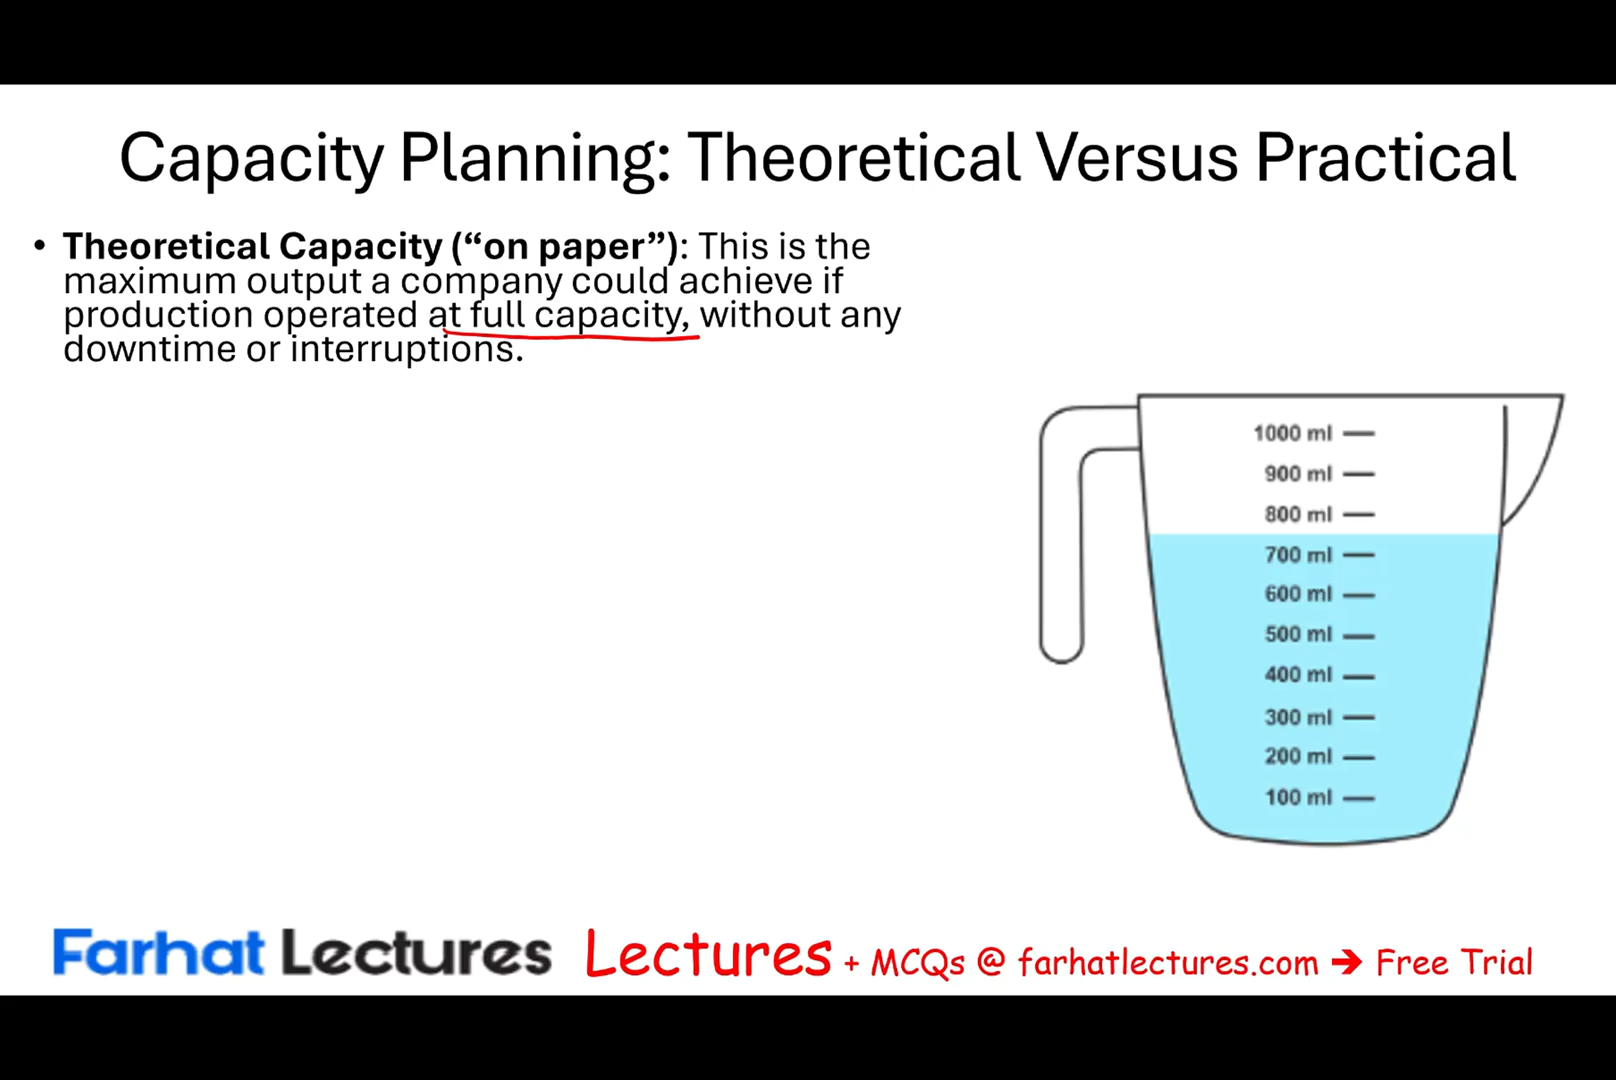 Capacity Planning: Theoretical Versus Practical
• Theoretical Capacity (“on paper”): This is the
maximum output a company could achieve if
production operated at full capacity, without any
downtime or interruptions.
1000 ml
900 ml
800 ml
700 ml
600 ml
500 ml
400 ml
300 ml
200 ml
100 ml
Farhat Lectures Lectures + MCQs @ farhatlectures.com ➔ Free Trial